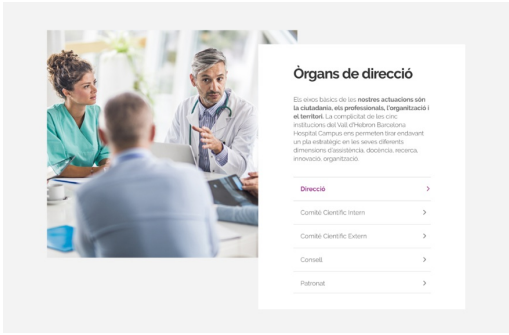 Òrgans de direcció
Els eixos bàsics de les nostres actuacions són
la ciutadania, els professionals, l'organització i
el territori. La complicitat de les cinc
institucions del Vall d'Hebron Barcelona
Hospital Campus ens permeten tirar endavant
un pla estratègic en les seves diferents
dimensions d'assistència, docència, recerca,
innovació, organització.
Direcció
Comitè Científic Intern
Comitè Científic Extern
Consell
Patronat